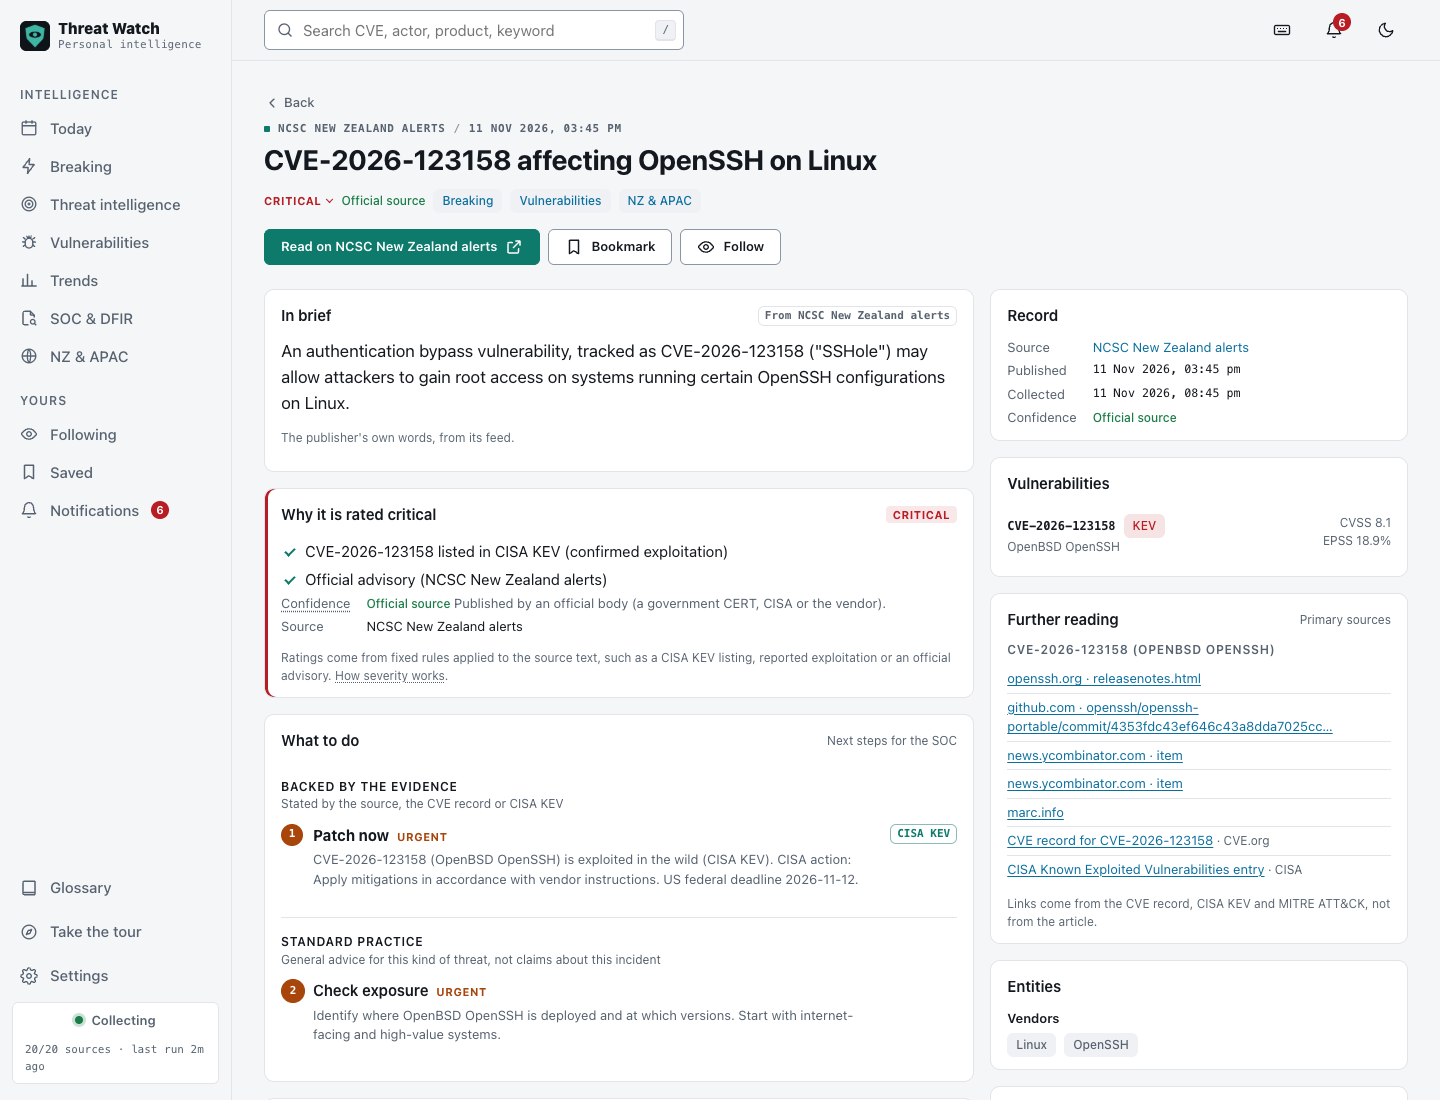 Threat Watch
Personal intelligence
Search CVE, actor, product, keyword
/
6
INTELLIGENCE
Today
Breaking
Threat intelligence
Vulnerabilities
Trends
SOC & DFIR
NZ & APAC
YOURS
Following
Saved
Notifications 6
Glossary
Take the tour
Settings
Collecting
20/20 sources · last run 2m
ago
Back
NCSC NEW ZEALAND ALERTS / 11 NOV 2026, 03:45 PM
CVE-2026-123158 affecting OpenSSH on Linux
CRITICAL Official source Breaking Vulnerabilities NZ & APAC
Read on NCSC New Zealand alerts
Bookmark
Follow
In brief
From NCSC New Zealand alerts
An authentication bypass vulnerability, tracked as CVE-2026-123158 ("SSHole") may
allow attackers to gain root access on systems running certain OpenSSH configurations
on Linux.
The publisher's own words, from its feed.
Why it is rated critical
CRITICAL
CVE-2026-123158 listed in CISA KEV (confirmed exploitation)
Official advisory (NCSC New Zealand alerts)
Confidence Official source Published by an official body (a government CERT, CISA or the vendor).
Source NCSC New Zealand alerts
Ratings come from fixed rules applied to the source text, such as a CISA KEV listing, reported exploitation or an official
advisory. How severity works.
What to do
Next steps for the SOC
BACKED BY THE EVIDENCE
Stated by the source, the CVE record or CISA KEV
1 Patch now URGENT
CISA KEV
CVE-2026-123158 (OpenBSD OpenSSH) is exploited in the wild (CISA KEV). CISA action:
Apply mitigations in accordance with vendor instructions. US federal deadline 2026-11-12.
STANDARD PRACTICE
General advice for this kind of threat, not claims about this incident
2 Check exposure URGENT
Identify where OpenBSD OpenSSH is deployed and at which versions. Start with internet-
facing and high-value systems.
Record
Source NCSC New Zealand alerts
Published 11 Nov 2026, 03:45 pm
Collected 11 Nov 2026, 08:45 pm
Confidence Official source
Vulnerabilities
CVE-2026-123158 KEV
CVSS 8.1
OpenBSD OpenSSH
EPSS 18.9%
Further reading
Primary sources
CVE-2026-123158 (OPENBSD OPENSSH)
openssh.org · releasenotes.html
github.com · openssh/openssh-
portable/commit/4353fdc43ef646c43a8dda7025cc…
news.ycombinator.com · item
news.ycombinator.com · item
marc.info
CVE record for CVE-2026-123158 · CVE.org
CISA Known Exploited Vulnerabilities entry · CISA
Links come from the CVE record, CISA KEV and MITRE ATT&CK, not
from the article.
Entities
Vendors
Linux OpenSSH